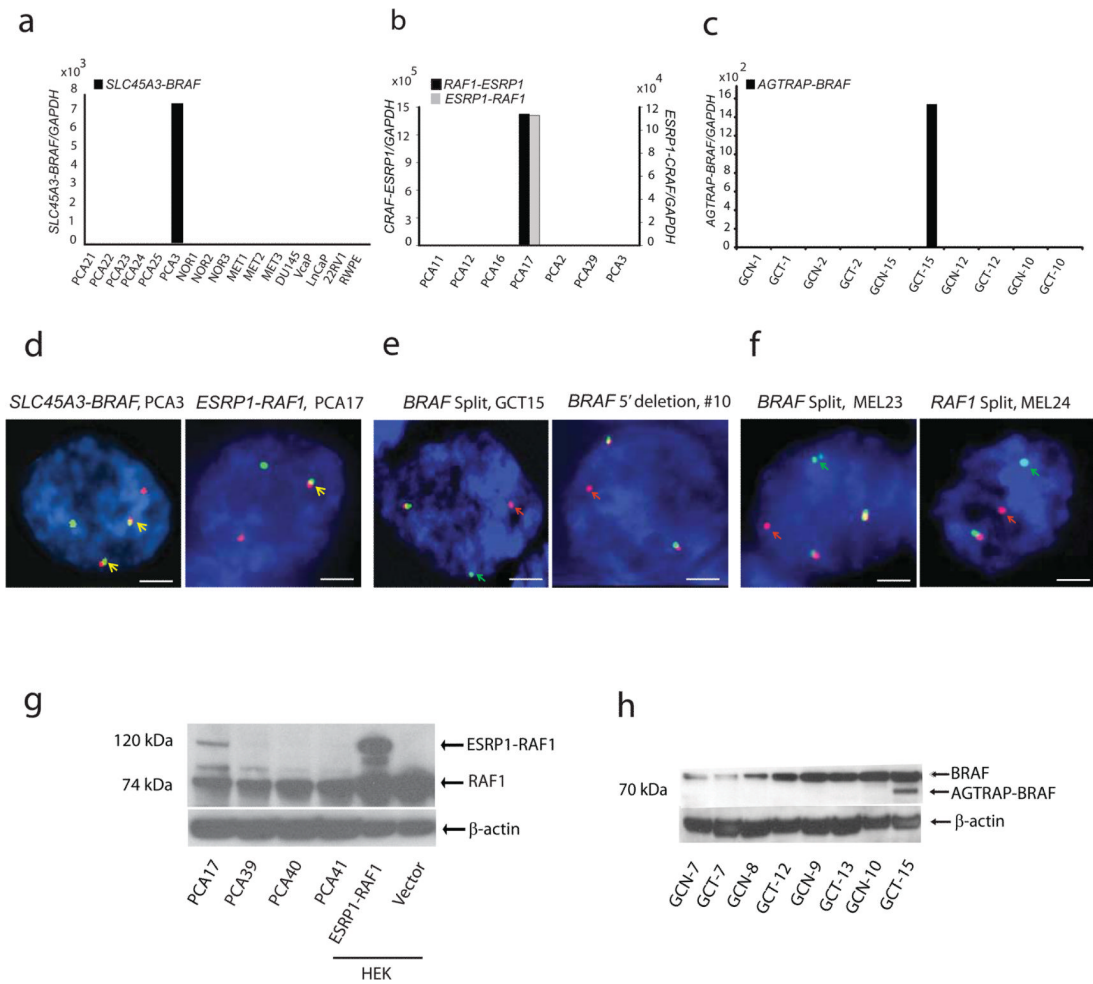 a
x10³
SLC45A3-BRAF
SLC45A3-BRAF/GAPDH
8
7
6
5
4
3
2
1
0
PCA21
PCA22
PCA23
PCA24
PCA25
PCA3
NOR1
NOR2
NOR3
MET1
MET2
MET3
DU145
VcaP
LnCaP
22RV1
RWPE
b
x10⁵
RAF1-ESRP1
ESRP1-RAF1
x10⁴
CRAF-ESRP1/GAPDH
15
10
5
0
12
10
8
6
4
2
0
ESRP1-CRAF/GAPDH
PCA11
PCA12
PCA16
PCA17
PCA2
PCA29
PCA3
c
x10²
AGTRAP-BRAF
AGTRAP-BRAF/GAPDH
16
14
12
10
8
6
4
2
0
GCN-1
GCT-1
GCN-2
GCT-2
GCN-15
GCT-15
GCN-12
GCT-12
GCN-10
GCT-10
d
SLC45A3-BRAF, PCA3
ESRP1-RAF1, PCA17
e
BRAF Split, GCT15
BRAF 5' deletion, #10
f
BRAF Split, MEL23
RAF1 Split, MEL24
g
120 kDa
74 kDa
ESRP1-RAF1
RAF1
β-actin
PCA17
PCA39
PCA40
PCA41
ESRP1-RAF1
Vector
HEK
h
70 kDa
BRAF
AGTRAP-BRAF
β-actin
GCN-7
GCT-7
GCN-8
GCT-12
GCN-9
GCT-13
GCN-10
GCT-15